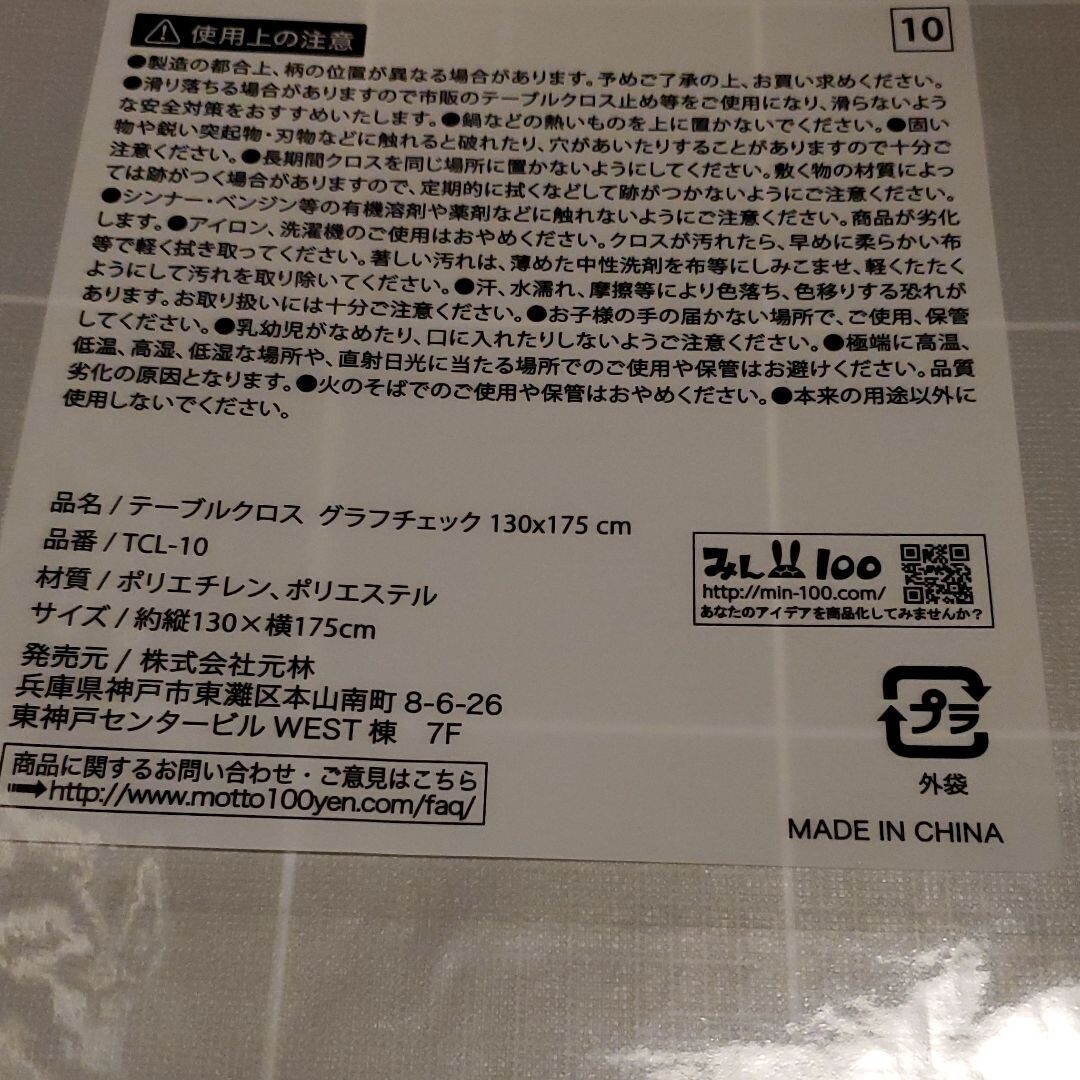 使用上の注意
10
●製造の都合上、柄の位置が異なる場合があります。予めご了承の上、お買い求めください。
●滑り落ちる場合がありますので市販のテーブルクロス止め等をご使用になり、滑らないよう
な安全対策をおすすめいたします。●鍋などの熱いものを上に置かないでください。●固い
物や鋭い突起物・刃物などに触れると破れたり、穴があいたりすることがありますので十分ご
注意ください。●長期間クロスを同じ場所に置かないようにしてください。敷く物の材質によっ
ては跡がつく場合がありますので、定期的に拭くなどして跡がつかないようにご注意ください。
●シンナー・ベンジン等の有機溶剤や薬剤などに触れないようにご注意ください。商品が劣化
します。●アイロン、洗濯機のご使用はおやめください。クロスが汚れたら、早めに柔らかい布
等で軽く拭き取ってください。著しい汚れは、薄めた中性洗剤を布等にしみこませ、軽くたたく
ようにして汚れを取り除いてください。●汗、水濡れ、摩擦等により色落ち、色移りする恐れが
あります。お取り扱いには十分ご注意ください。●お子様の手の届かない場所で、ご使用、保管
してください。●乳幼児がなめたり、口に入れたりしないようご注意ください。●極端に高温、
低温、高湿、低湿な場所や、直射日光に当たる場所でのご使用や保管はお避けください。品質
劣化の原因となります。●火のそばでのご使用や保管はおやめください。●本来の用途以外に
使用しないでください。
品名 / テーブルクロス グラフチェック 130x175 cm
品番 / TCL-10
材質 / ポリエチレン、ポリエステル
サイズ / 約縦130×横175cm
発売元 / 株式会社元林
兵庫県神戸市東灘区本山南町 8-6-26
東神戸センタービル WEST 棟 7F
商品に関するお問い合わせ・ご意見はこちら
http://www.motto100yen.com/faq/
みん100
http://min-100.com/
あなたのアイデアを商品化してみませんか?
プラ
外袋
MADE IN CHINA